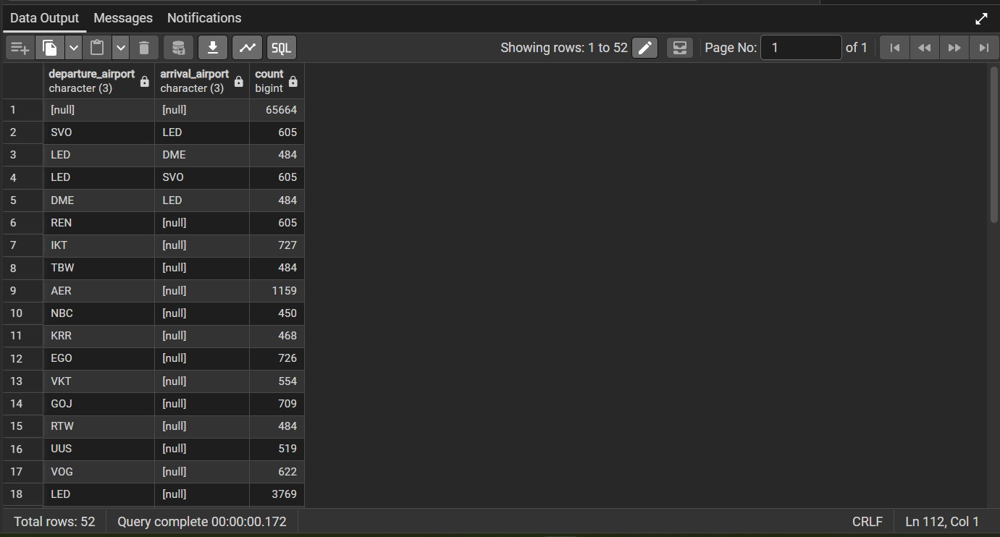 Data Output Messages Notifications
SQL Showing rows: 1 to 52 Page No: 1 of 1
departure_airport arrival_airport count
character (3) character (3) bigint
1 [null] [null] 65664
2 SVO LED 605
3 LED DME 484
4 LED SVO 605
5 DME LED 484
6 REN [null] 605
7 IKT [null] 727
8 TBW [null] 484
9 AER [null] 1159
10 NBC [null] 450
11 KRR [null] 468
12 EGO [null] 726
13 VKT [null] 554
14 GOJ [null] 709
15 RTW [null] 484
16 UUS [null] 519
17 VOG [null] 622
18 LED [null] 3769
Total rows: 52 Query complete 00:00:00.172 CRLF Ln 112, Col 1